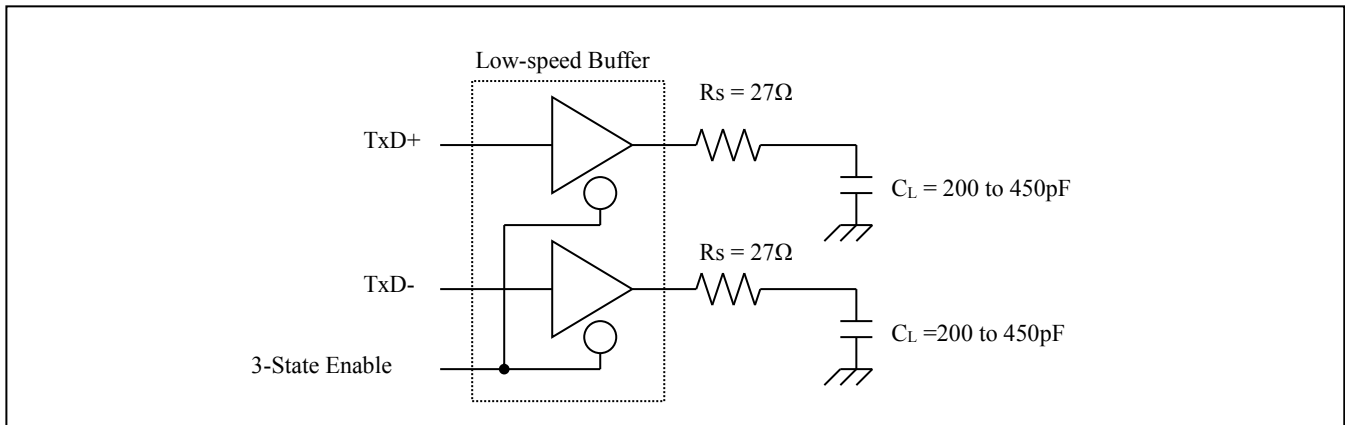 Low-speed Buffer
Rs = 27Ω
TxD+
CL = 200 to 450pF
Rs = 27Ω
TxD-
CL =200 to 450pF
3-State Enable